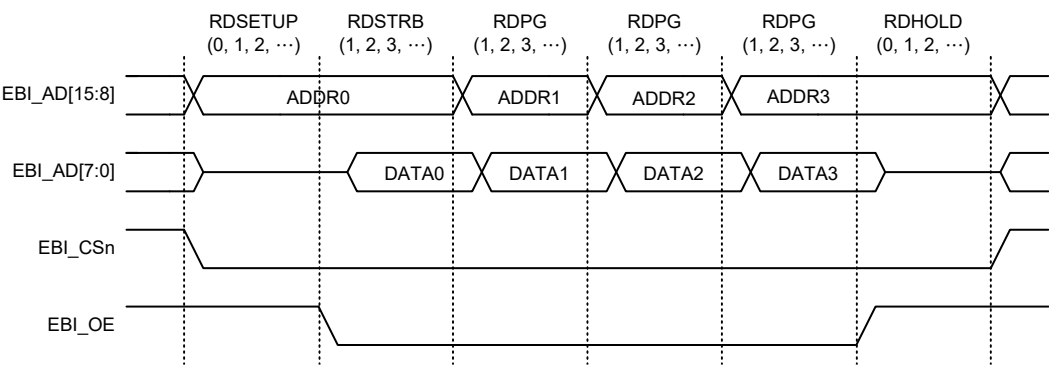 RDSETUP RDSTRB RDPG RDPG RDPG RDHOLD
(0, 1, 2, ⋯) (1, 2, 3, ⋯) (1, 2, 3, ⋯) (1, 2, 3, ⋯) (1, 2, 3, ⋯) (0, 1, 2, ⋯)
EBI_AD[15:8] ADDR0 ADDR1 ADDR2 ADDR3
EBI_AD[7:0] DATA0 DATA1 DATA2 DATA3
EBI_CSn
EBI_OE